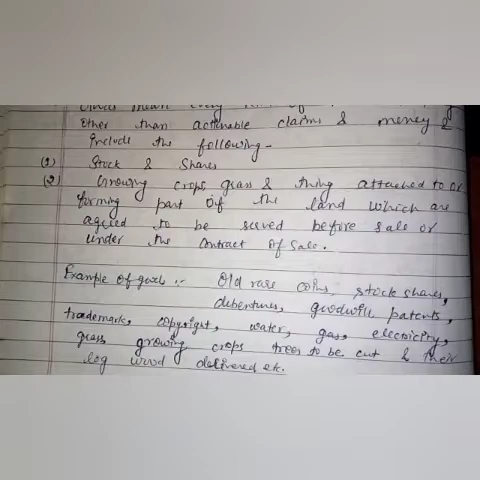 mean every
other than actionable claims & money &
include the following -
(1) Stock & Shares
(2) Growing crops grass & thing attached to or
forming part of the land which are
agreed to be served before sale or
under the contract of sale.
Example of goods :- Old rare coins, stock shares,
debentures, goodwill, patents,
trademark, copyright, water, gas, electricity,
grass growing crops trees to be cut & their
log wood delivered etc.